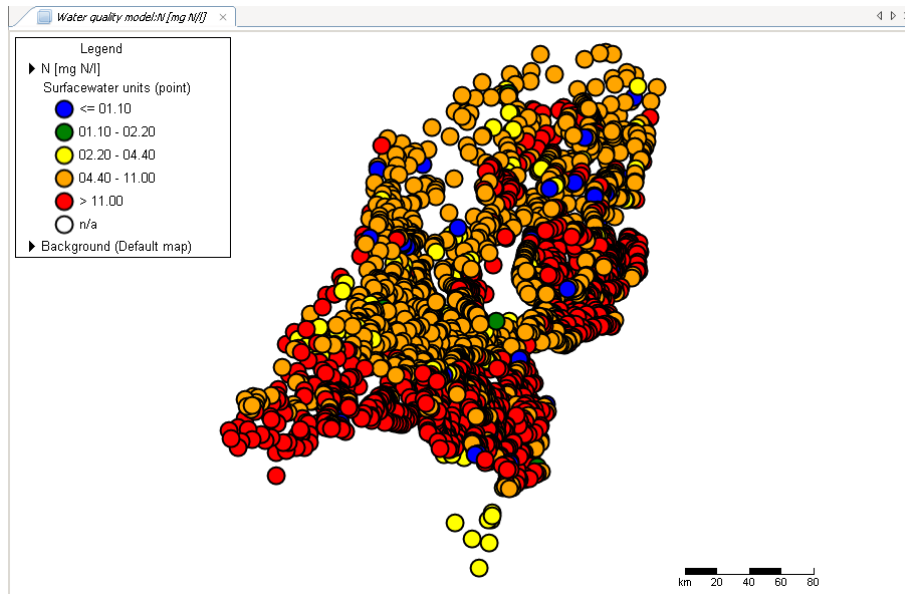 Water quality model:N [mg N/l]
Legend
N [mg N/l]
Surfacewater units (point)
<= 01.10
01.10 - 02.20
02.20 - 04.40
04.40 - 11.00
> 11.00
n/a
Background (Default map)
km 20 40 60 80